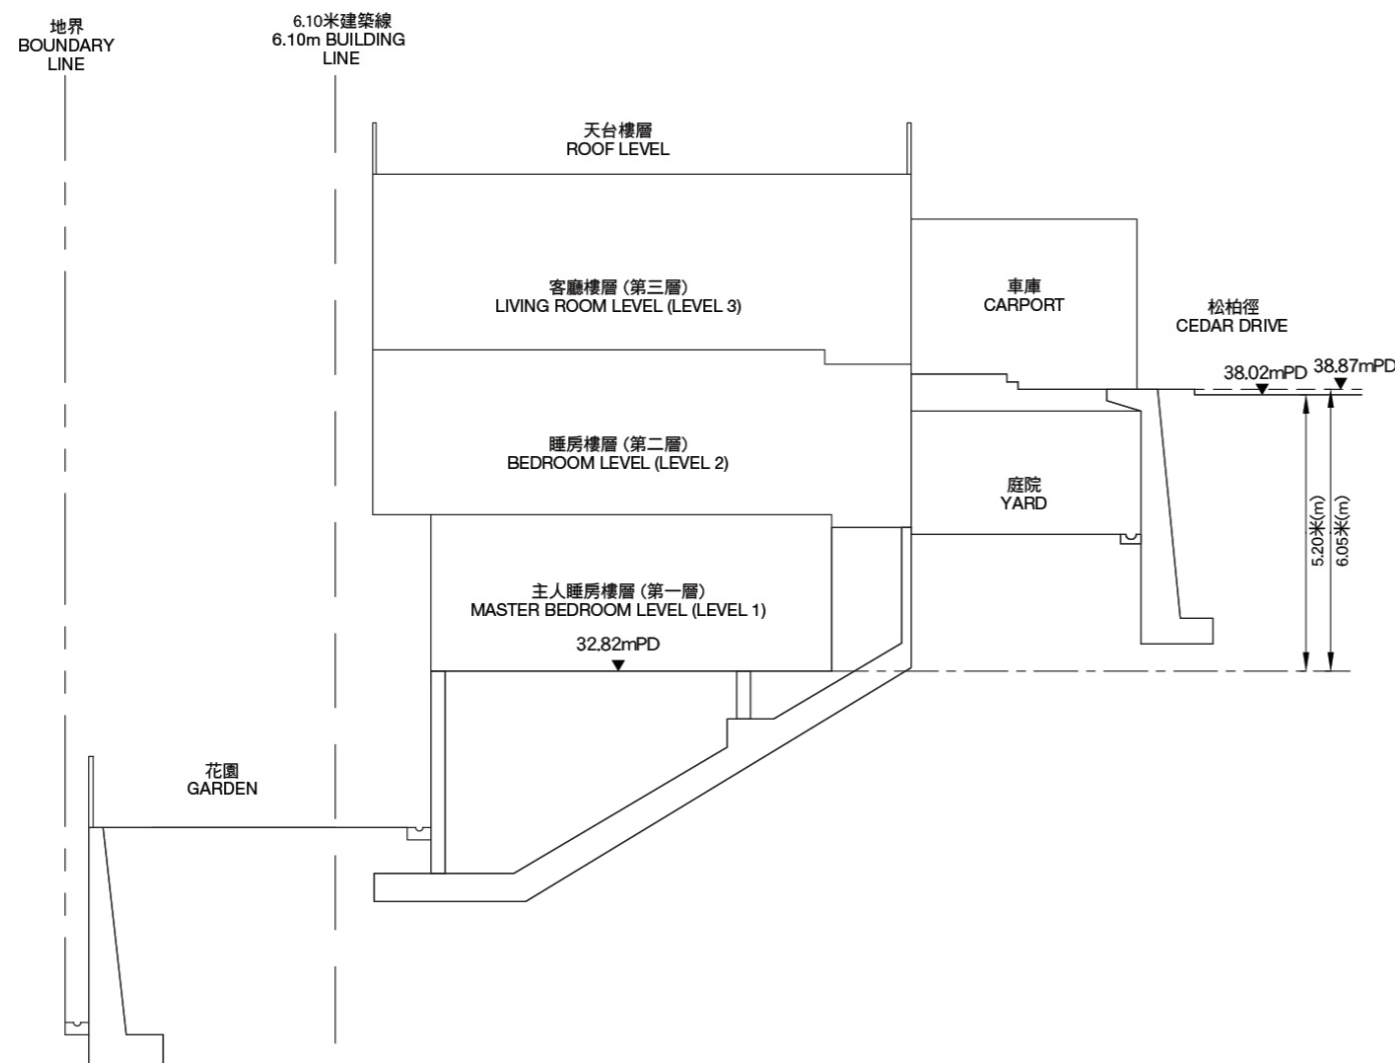 地界
BOUNDARY
LINE
6.10米建築線
6.10m BUILDING
LINE
天台樓層
ROOF LEVEL
客廳樓層 (第三層)
LIVING ROOM LEVEL (LEVEL 3)
車庫
CARPORT
松柏徑
CEDAR DRIVE
38.02mPD
38.87mPD
睡房樓層 (第二層)
BEDROOM LEVEL (LEVEL 2)
庭院
YARD
5.20米(m)
6.05米(m)
主人睡房樓層 (第一層)
MASTER BEDROOM LEVEL (LEVEL 1)
32.82mPD
花園
GARDEN